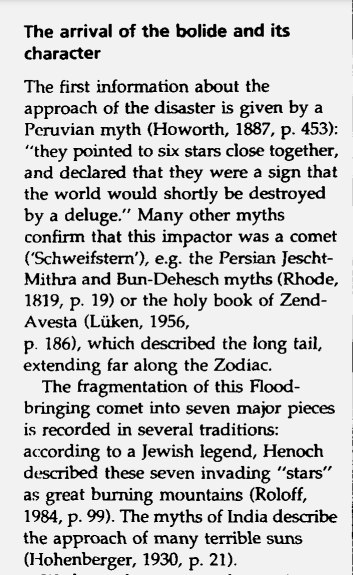 The arrival of the bolide and its
character
The first information about the
approach of the disaster is given by a
Peruvian myth (Howorth, 1887, p. 453):
"they pointed to six stars close together,
and declared that they were a sign that
the world would shortly be destroyed
by a deluge." Many other myths
confirm that this impactor was a comet
('Schweifstern'), e.g. the Persian Jescht-
Mithra and Bun-Dehesch myths (Rhode,
1819, p. 19) or the holy book of Zend-
Avesta (Lüken, 1956,
p. 186), which described the long tail,
extending far along the Zodiac.
The fragmentation of this Flood-
bringing comet into seven major pieces
is recorded in several traditions:
according to a Jewish legend, Henoch
described these seven invading "stars"
as great burning mountains (Roloff,
1984, p. 99). The myths of India describe
the approach of many terrible suns
(Hohenberger, 1930, p. 21).